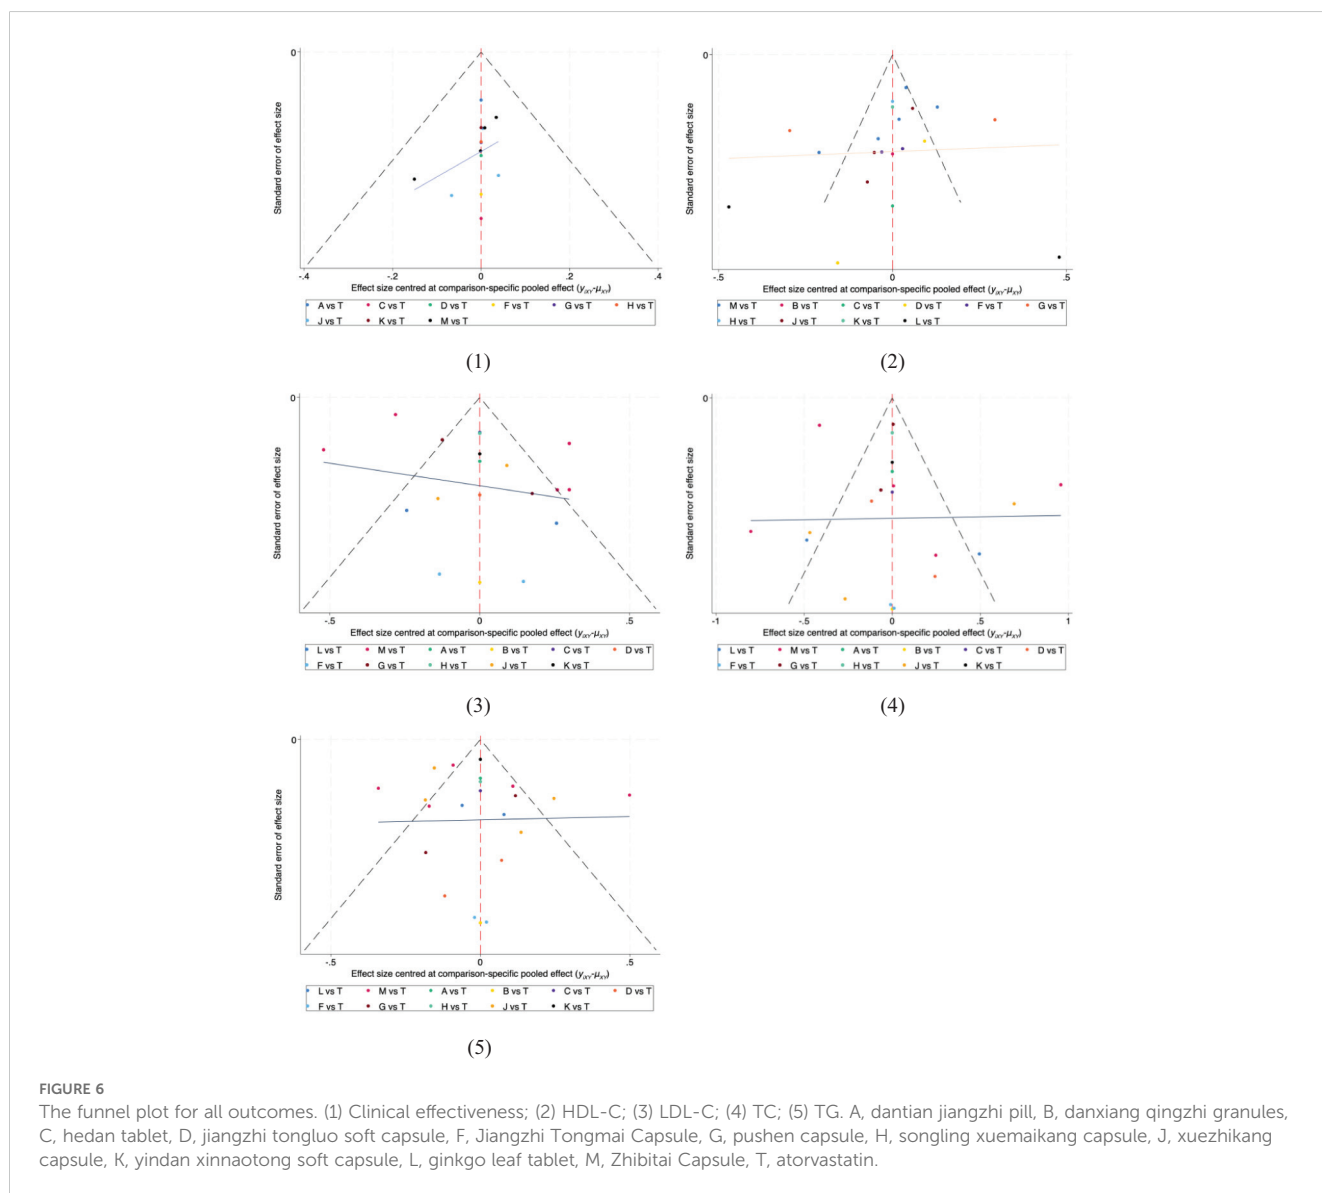 0
Standard error of effect size
-.4
-.2
0
.2
.4
Effect size centred at comparison-specific pooled effect (yiXY-μXY)
A vs T C vs T D vs T F vs T G vs T H vs T
J vs T K vs T M vs T
(1)
0
Standard error of effect size
-.5
0
.5
Effect size centred at comparison-specific pooled effect (yiXY-μXY)
M vs T B vs T C vs T D vs T F vs T G vs T
H vs T J vs T K vs T L vs T
(2)
0
Standard error of effect size
-.5
0
.5
Effect size centred at comparison-specific pooled effect (yiXY-μXY)
L vs T M vs T A vs T B vs T C vs T D vs T
F vs T G vs T H vs T J vs T K vs T
(3)
0
Standard error of effect size
-1
-.5
0
.5
1
Effect size centred at comparison-specific pooled effect (yiXY-μXY)
L vs T M vs T A vs T B vs T C vs T D vs T
F vs T G vs T H vs T J vs T K vs T
(4)
0
Standard error of effect size
-.5
0
.5
Effect size centred at comparison-specific pooled effect (yiXY-μXY)
L vs T M vs T A vs T B vs T C vs T D vs T
F vs T G vs T H vs T J vs T K vs T
(5)
FIGURE 6
The funnel plot for all outcomes. (1) Clinical effectiveness; (2) HDL-C; (3) LDL-C; (4) TC; (5) TG. A, dantian jiangzhi pill, B, danxiang qingzhi granules,
C, hedan tablet, D, jiangzhi tongluo soft capsule, F, Jiangzhi Tongmai Capsule, G, pushen capsule, H, songling xuemaikang capsule, J, xuezhikang
capsule, K, yindan xinnaotong soft capsule, L, ginkgo leaf tablet, M, Zhibitai Capsule, T, atorvastatin.